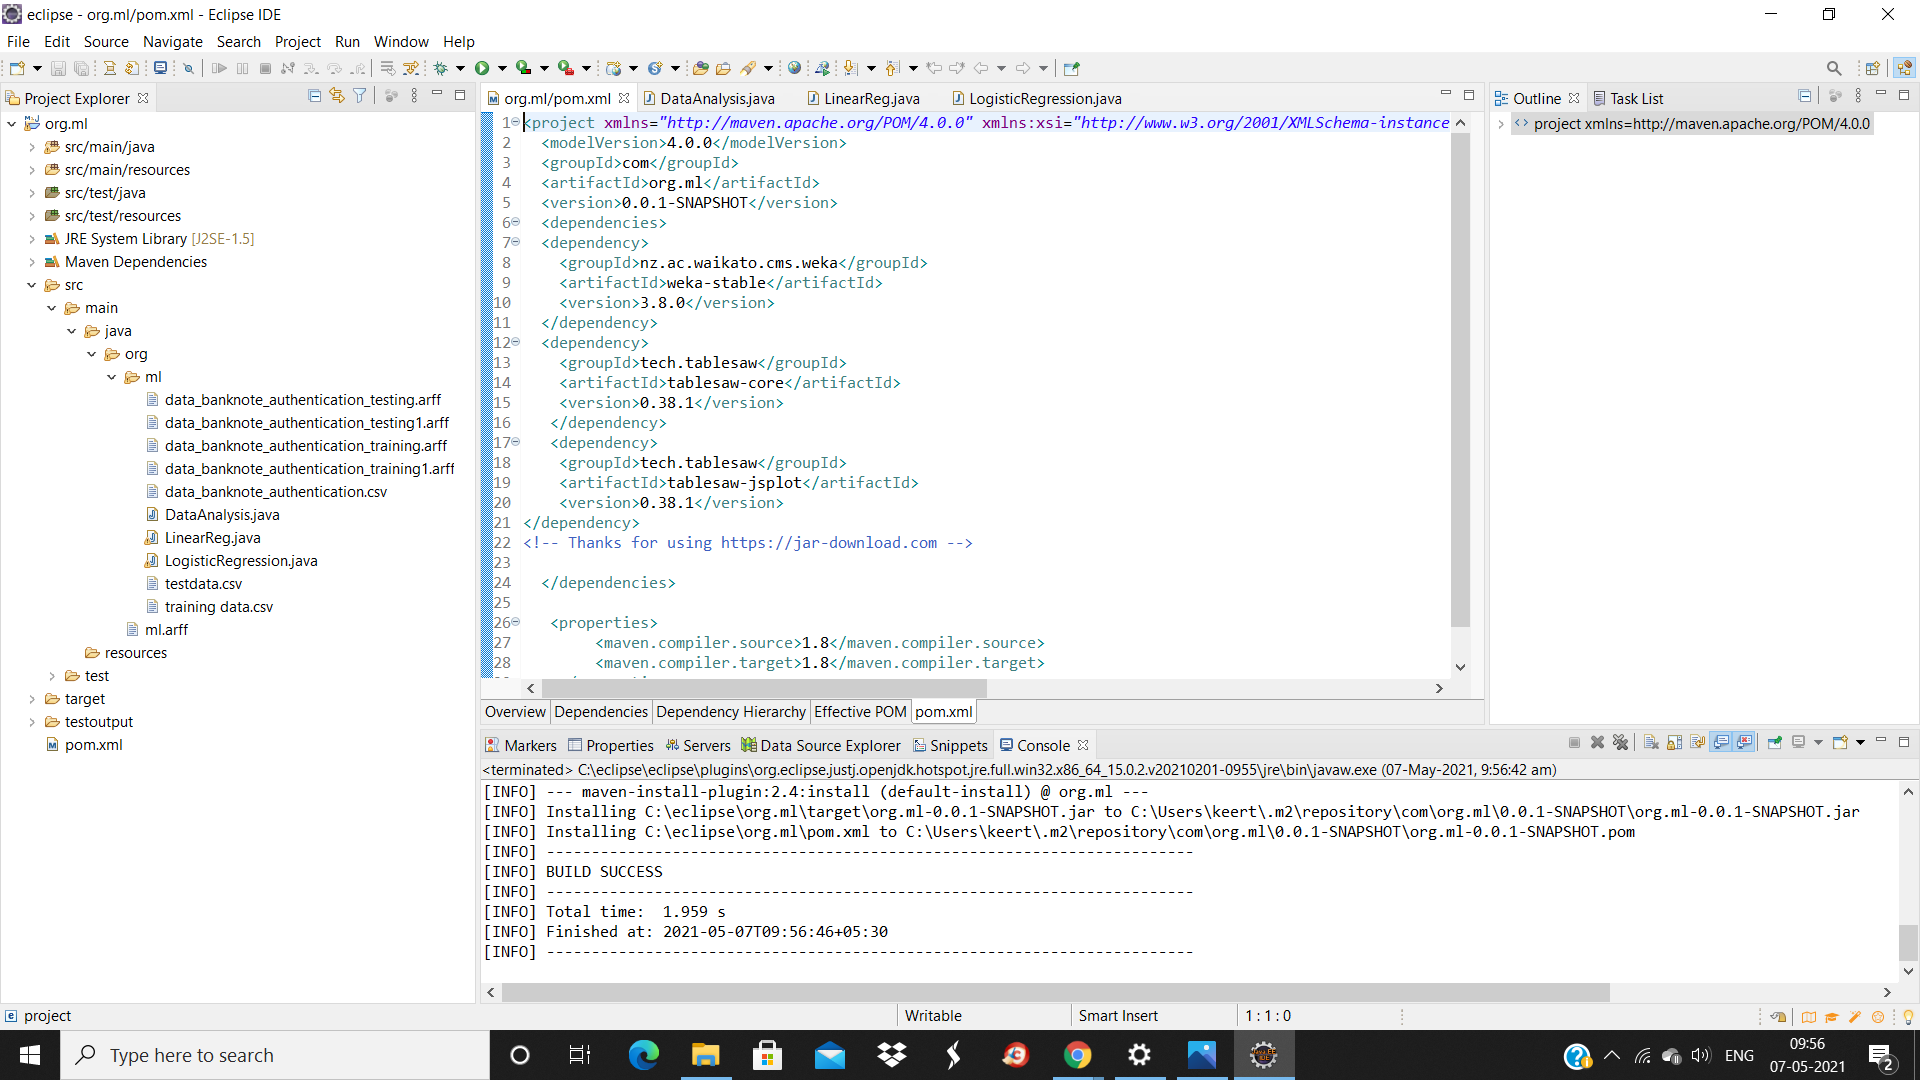 eclipse - org.ml/pom.xml - Eclipse IDE
File Edit Source Navigate Search Project Run Window Help
Project Explorer
org.ml
src/main/java
src/main/resources
src/test/java
src/test/resources
JRE System Library [J2SE-1.5]
Maven Dependencies
src
main
java
org
ml
data_banknote_authentication_testing.arff
data_banknote_authentication_testing1.arff
data_banknote_authentication_training.arff
data_banknote_authentication_training1.arff
data_banknote_authentication.csv
DataAnalysis.java
LinearReg.java
LogisticRegression.java
testdata.csv
training data.csv
ml.arff
resources
test
target
testoutput
pom.xml
org.ml/pom.xml DataAnalysis.java LinearReg.java LogisticRegression.java
1 <project xmlns="http://maven.apache.org/POM/4.0.0" xmlns:xsi="http://www.w3.org/2001/XMLSchema-instance
2 <modelVersion>4.0.0</modelVersion>
3 <groupId>com</groupId>
4 <artifactId>org.ml</artifactId>
5 <version>0.0.1-SNAPSHOT</version>
6 <dependencies>
7 <dependency>
8 <groupId>nz.ac.waikato.cms.weka</groupId>
9 <artifactId>weka-stable</artifactId>
10 <version>3.8.0</version>
11 </dependency>
12 <dependency>
13 <groupId>tech.tablesaw</groupId>
14 <artifactId>tablesaw-core</artifactId>
15 <version>0.38.1</version>
16 </dependency>
17 <dependency>
18 <groupId>tech.tablesaw</groupId>
19 <artifactId>tablesaw-jsplot</artifactId>
20 <version>0.38.1</version>
21 </dependency>
22 <!-- Thanks for using https://jar-download.com -->
23
24 </dependencies>
25
26 <properties>
27 <maven.compiler.source>1.8</maven.compiler.source>
28 <maven.compiler.target>1.8</maven.compiler.target>
Overview Dependencies Dependency Hierarchy Effective POM pom.xml
Outline Task List
project xmlns=http://maven.apache.org/POM/4.0.0
Markers Properties Servers Data Source Explorer Snippets Console
<terminated> C:\eclipse\eclipse\plugins\org.eclipse.justj.openjdk.hotspot.jre.full.win32.x86_64_15.0.2.v20210201-0955\jre\bin\javaw.exe (07-May-2021, 9:56:42 am)
[INFO] --- maven-install-plugin:2.4:install (default-install) @ org.ml ---
[INFO] Installing C:\eclipse\org.ml\target\org.ml-0.0.1-SNAPSHOT.jar to C:\Users\keert\.m2\repository\com\org.ml\0.0.1-SNAPSHOT\org.ml-0.0.1-SNAPSHOT.jar
[INFO] Installing C:\eclipse\org.ml\pom.xml to C:\Users\keert\.m2\repository\com\org.ml\0.0.1-SNAPSHOT\org.ml-0.0.1-SNAPSHOT.pom
[INFO] ------------------------------------------------------------------------
[INFO] BUILD SUCCESS
[INFO] ------------------------------------------------------------------------
[INFO] Total time:  1.959 s
[INFO] Finished at: 2021-05-07T09:56:46+05:30
[INFO] ------------------------------------------------------------------------
project Writable Smart Insert 1 : 1 : 0
Type here to search ENG 09:56
07-05-2021
2